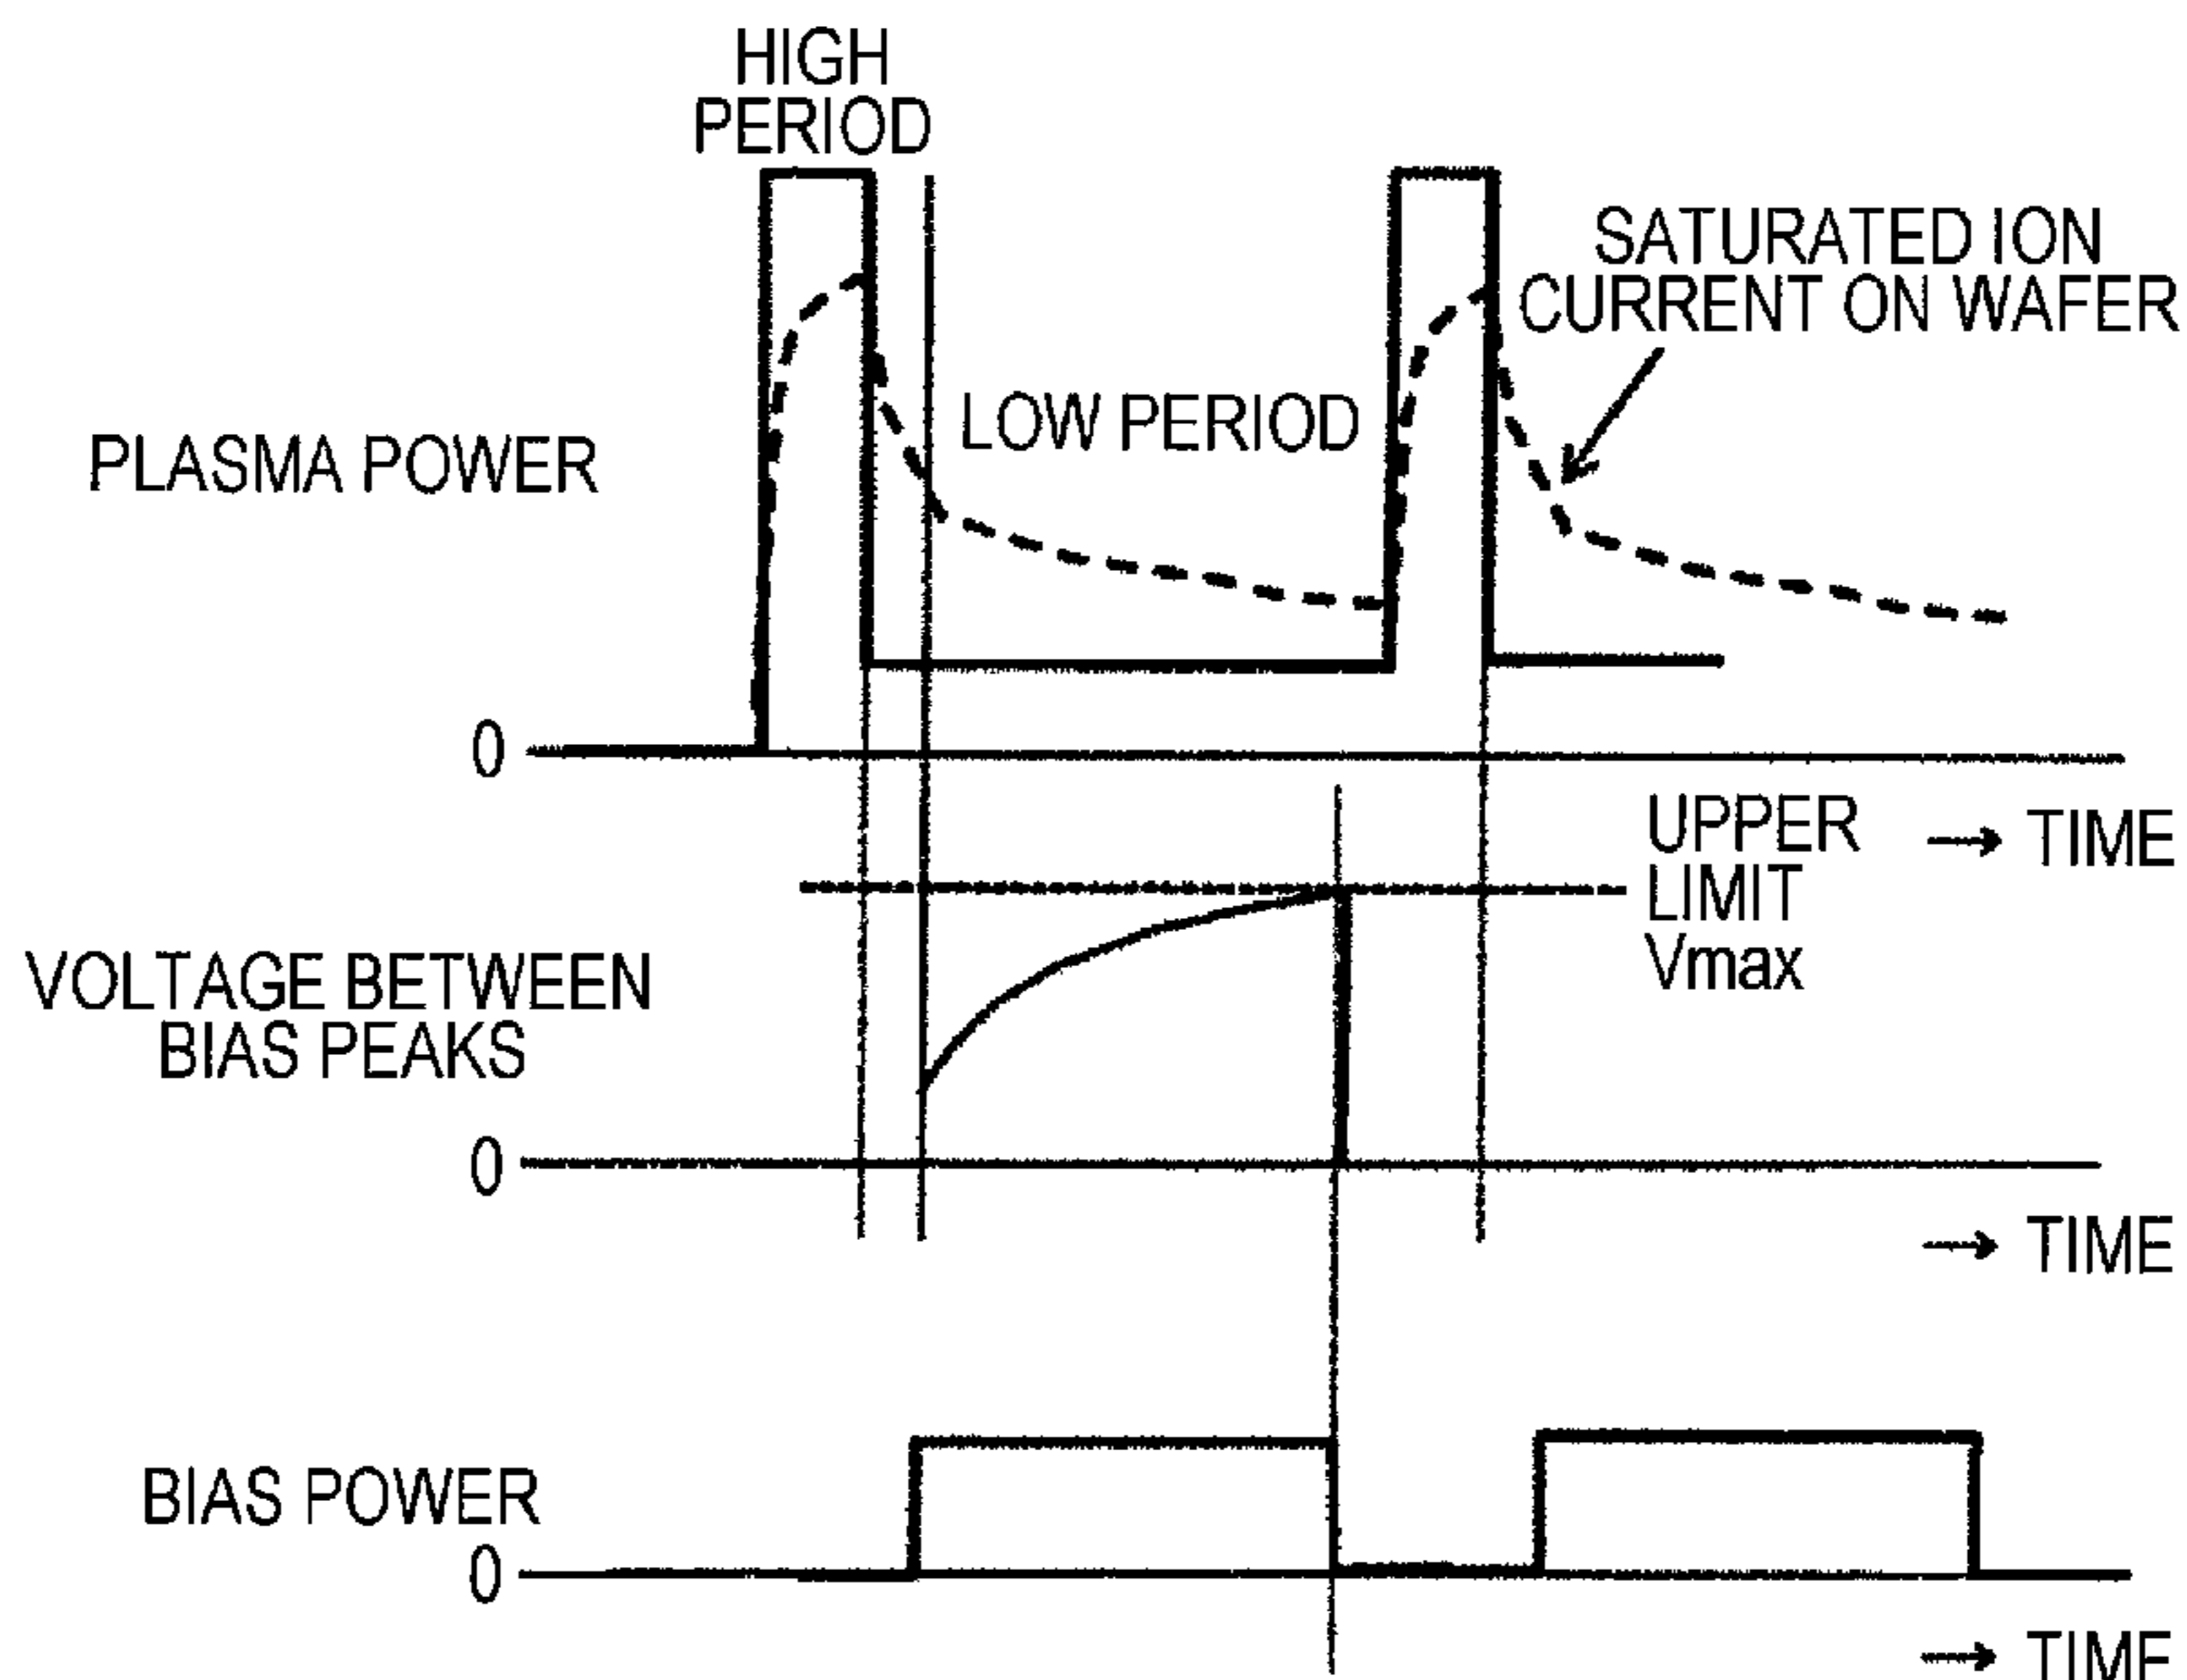 HIGH
PERIOD
SATURATED ION
CURRENT ON WAFER
LOW PERIOD
PLASMA POWER
0
UPPER
LIMIT
Vmax
→ TIME
VOLTAGE BETWEEN
BIAS PEAKS
0
→ TIME
BIAS POWER
0
→ TIME